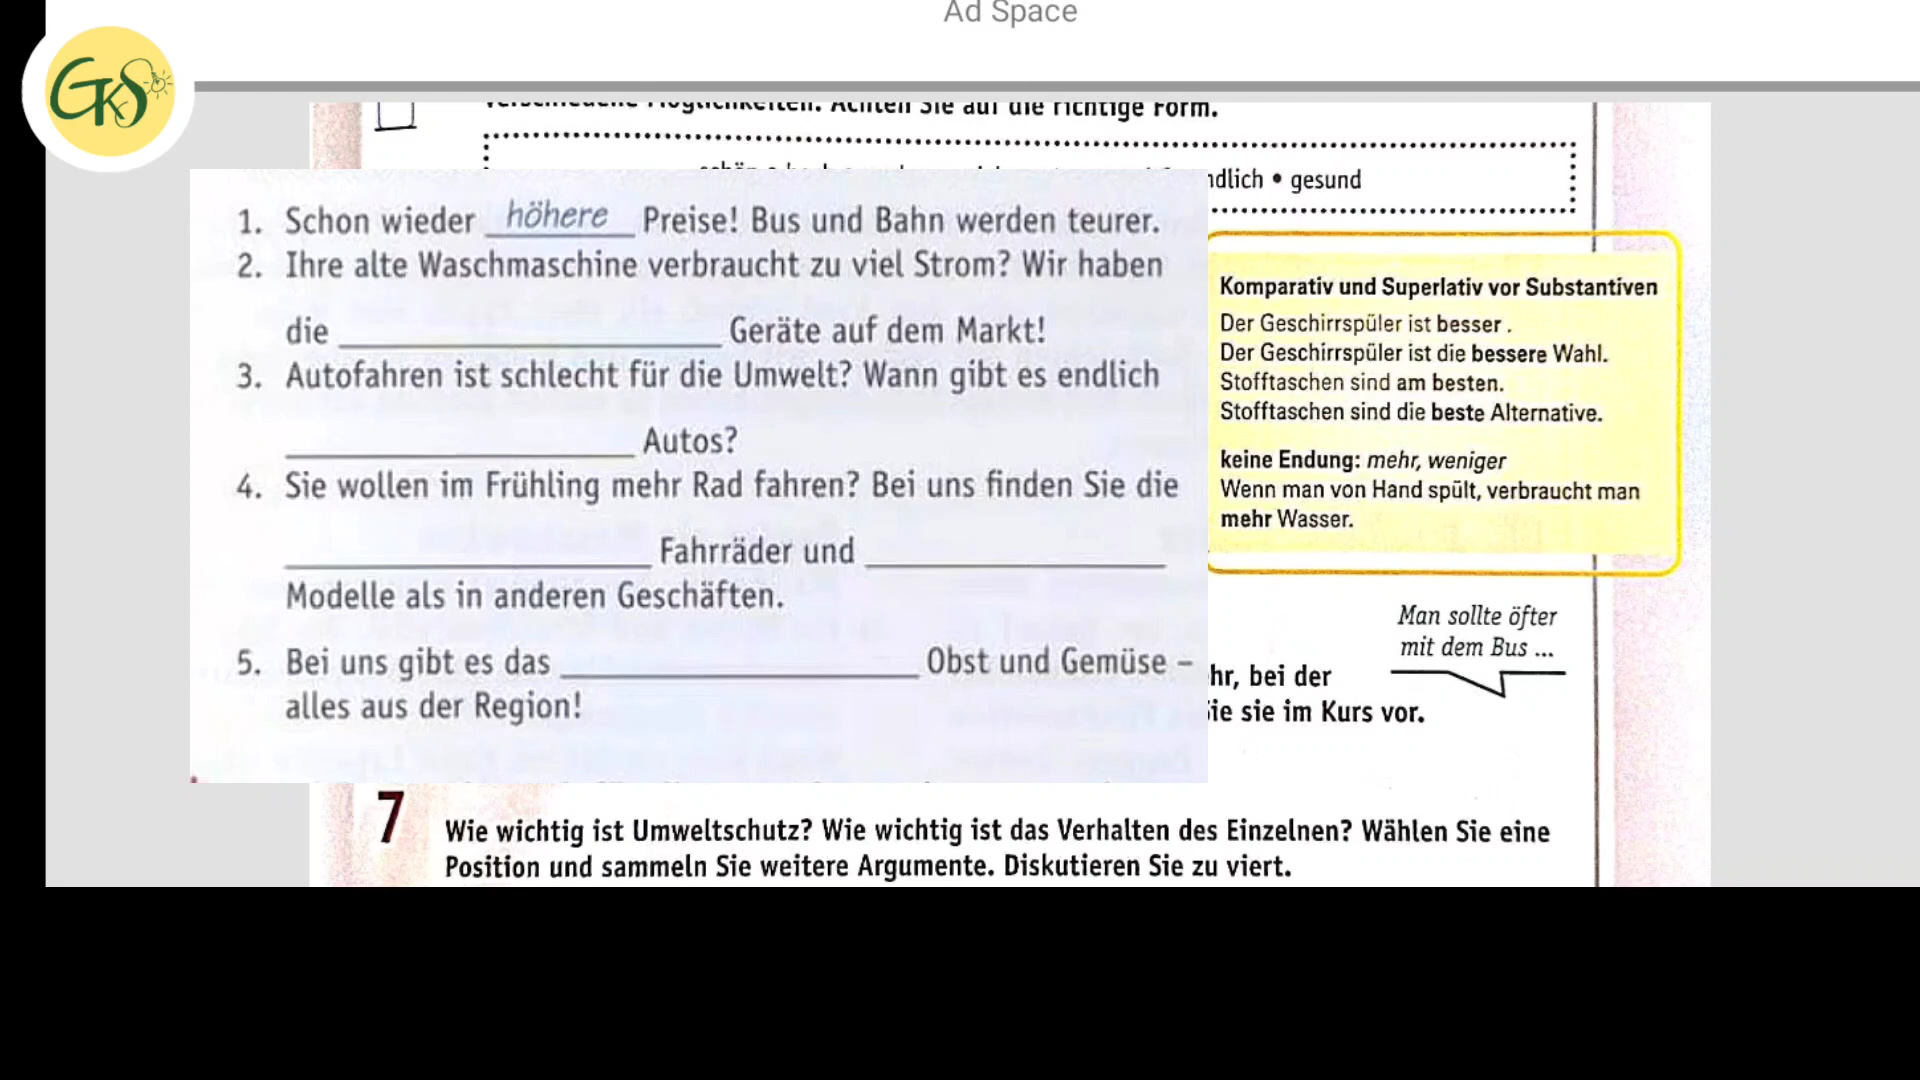 Ad Space
GKS
Möglichkeiten. Achten Sie auf die richtige Form.
ndlich • gesund
1. Schon wieder höhere Preise! Bus und Bahn werden teurer.
2. Ihre alte Waschmaschine verbraucht zu viel Strom? Wir haben
die ____ Geräte auf dem Markt!
3. Autofahren ist schlecht für die Umwelt? Wann gibt es endlich
____ Autos?
4. Sie wollen im Frühling mehr Rad fahren? Bei uns finden Sie die
____ Fahrräder und ____
Modelle als in anderen Geschäften.
5. Bei uns gibt es das ____ Obst und Gemüse –
alles aus der Region!
Komparativ und Superlativ vor Substantiven
Der Geschirrspüler ist besser .
Der Geschirrspüler ist die bessere Wahl.
Stofftaschen sind am besten.
Stofftaschen sind die beste Alternative.
keine Endung: mehr, weniger
Wenn man von Hand spült, verbraucht man
mehr Wasser.
Man sollte öfter
mit dem Bus ...
hr, bei der
ie sie im Kurs vor.
7 Wie wichtig ist Umweltschutz? Wie wichtig ist das Verhalten des Einzelnen? Wählen Sie eine
Position und sammeln Sie weitere Argumente. Diskutieren Sie zu viert.